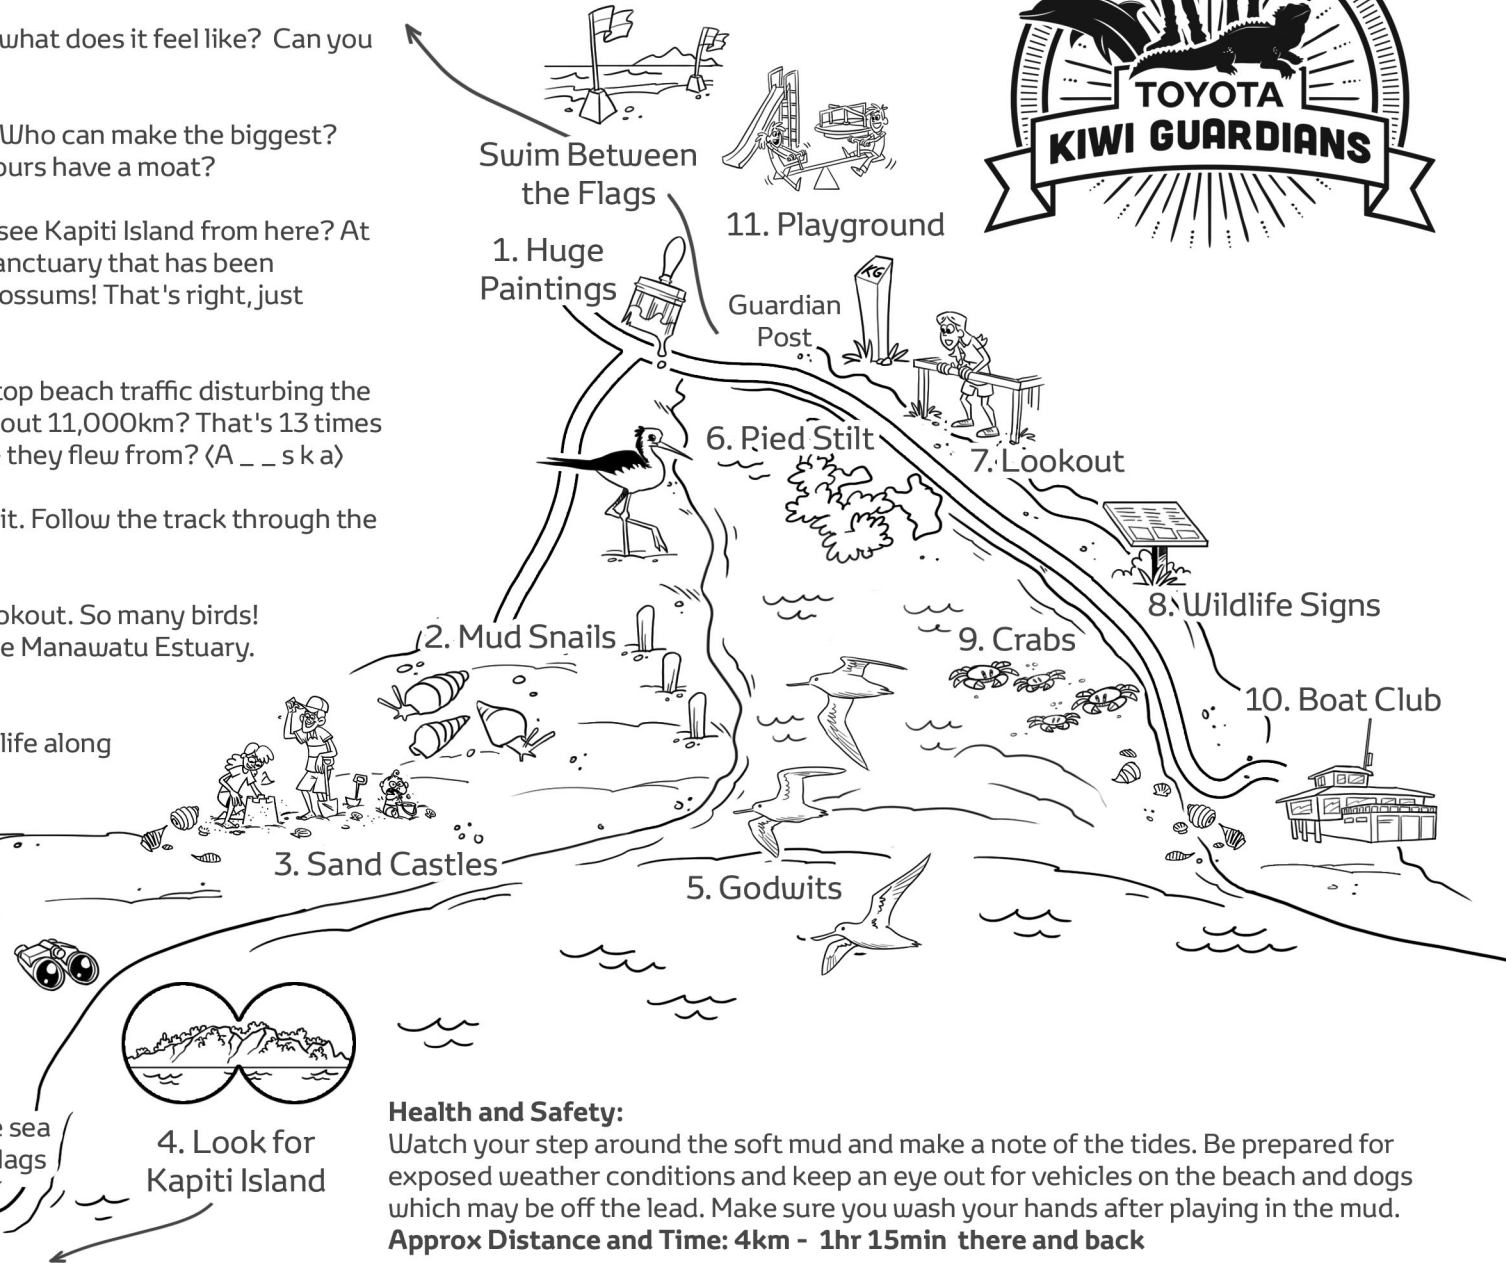 what does it feel like? Can you
Who can make the biggest?
ours have a moat?
see Kapiti Island from here? At
anctuary that has been
ossums! That's right, just
top beach traffic disturbing the
out 11,000km? That's 13 times
they flew from? (A _ _ s k a)
it. Follow the track through the
okout. So many birds!
e Manawatu Estuary.
life along
e sea
lags
TOYOTA
KIWI GUARDIANS
Swim Between
the Flags
11. Playground
1. Huge
Paintings
Guardian
Post
KG
6. Pied Stilt
7. Lookout
8. Wildlife Signs
2. Mud Snails
9. Crabs
10. Boat Club
3. Sand Castles
5. Godwits
4. Look for
Kapiti Island
Health and Safety:
Watch your step around the soft mud and make a note of the tides. Be prepared for
exposed weather conditions and keep an eye out for vehicles on the beach and dogs
which may be off the lead. Make sure you wash your hands after playing in the mud.
Approx Distance and Time: 4km - 1hr 15min there and back